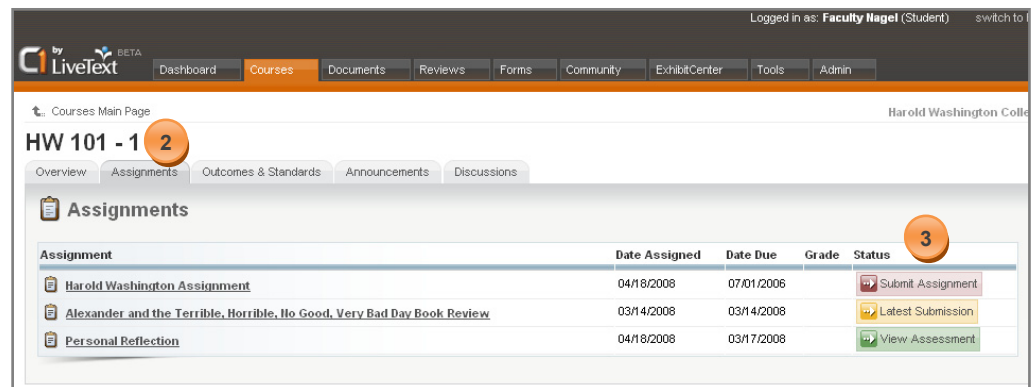 Logged in as: Faculty Nagel (Student) switch to
C1 by LiveText BETA
Dashboard Courses Documents Reviews Forms Community ExhibitCenter Tools Admin
Courses Main Page Harold Washington Colle
HW 101 - 1 2
Overview Assignments Outcomes & Standards Announcements Discussions
Assignments
3
Assignment Date Assigned Date Due Grade Status
Harold Washington Assignment 04/18/2008 07/01/2006 Submit Assignment
Alexander and the Terrible, Horrible, No Good, Very Bad Day Book Review 03/14/2008 03/14/2008 Latest Submission
Personal Reflection 04/18/2008 03/17/2008 View Assessment